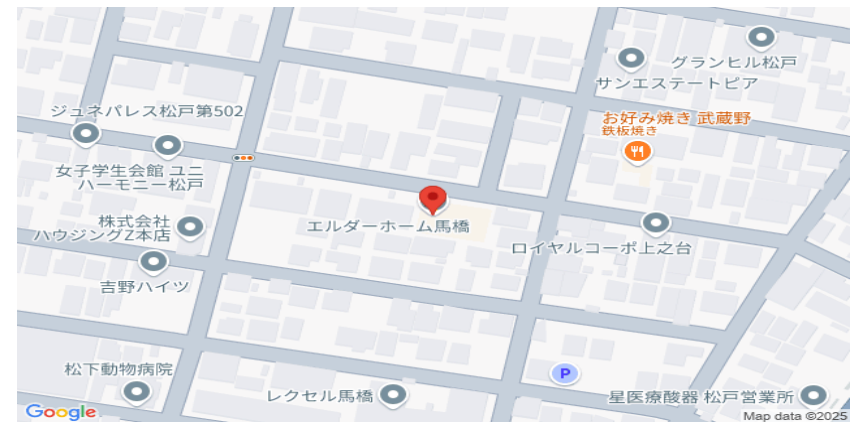 グランヒル松戸
サンエステートピア
ジュネパレス松戸第502
お好み焼き 武蔵野
鉄板焼き
女子学生会館 ユニ
ハーモニー松戸
株式会社
ハウジングZ本店
エルダーホーム馬橋
ロイヤルコーポ上之台
吉野ハイツ
松下動物病院
P
レクセル馬橋
星医療酸器 松戸営業所
Google
Map data ©2025